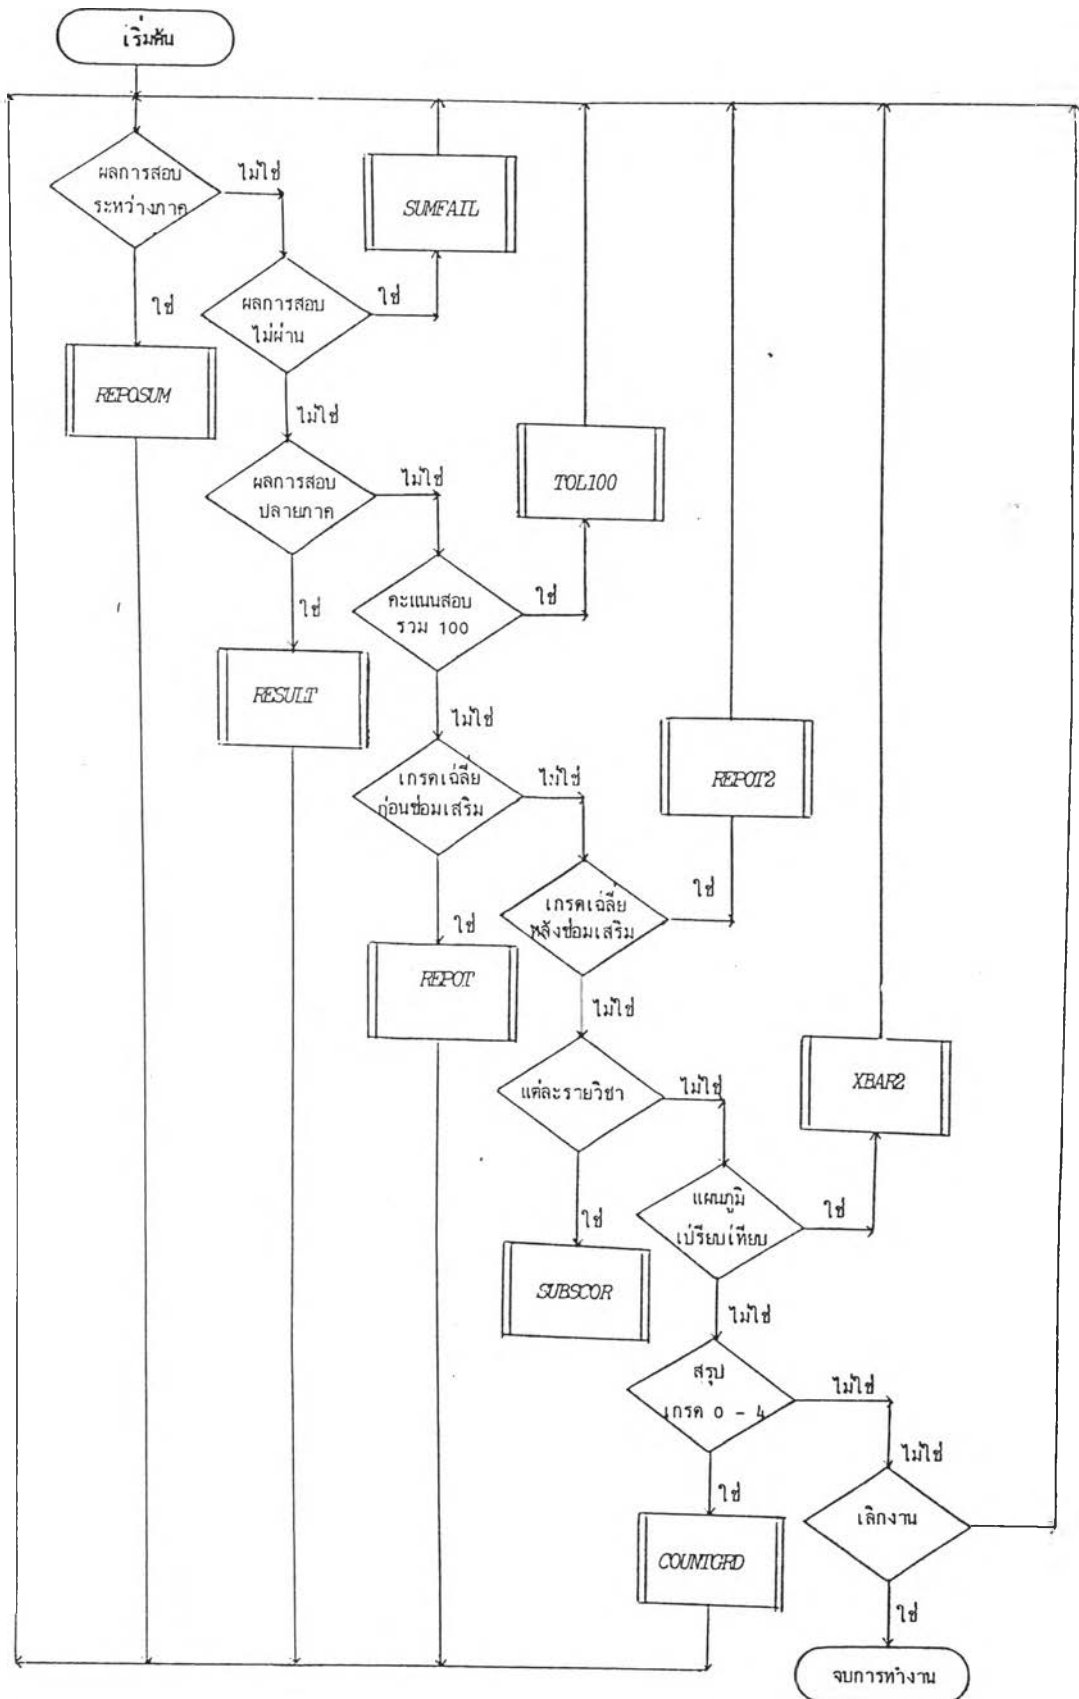 เริ่มต้น
ผลการสอบ
ระหว่างภาค
ไม่ใช่
SUMFAIL
ใช่
ผลการสอบ
ไม่ผ่าน
ใช่
REPOSUM
ไม่ใช่
ผลการสอบ
ปลายภาค
ไม่ใช่
TOL100
ใช่
คะแนนสอบ
รวม 100
ใช่
RESULT
ไม่ใช่
เกรดเฉลี่ย
ก่อนซ่อมเสริม
ไม่ใช่
REPOT2
ใช่
เกรดเฉลี่ย
หลังซ่อมเสริม
ใช่
REPOT
ไม่ใช่
แต่ละรายวิชา
ไม่ใช่
XBAR2
ใช่
แผนภูมิ
เปรียบเทียบ
ใช่
SUBSCOR
ไม่ใช่
สรุป
เกรด 0 - 4
ไม่ใช่
ไม่ใช่
ใช่
เลิกงาน
COUNTGRD
ใช่
จบการทำงาน